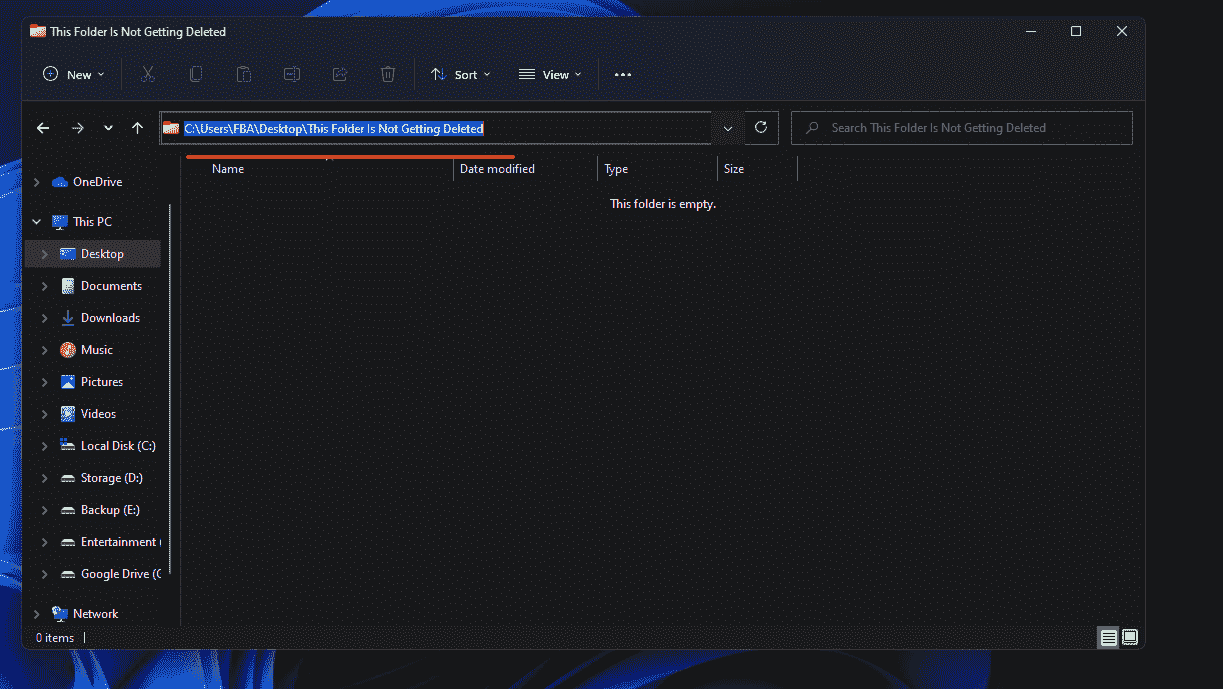 This Folder Is Not Getting Deleted
New Sort View
C:\Users\FBA\Desktop\This Folder Is Not Getting Deleted Search This Folder Is Not Getting Deleted
Name Date modified Type Size
This folder is empty.
OneDrive
This PC
Desktop
Documents
Downloads
Music
Pictures
Videos
Local Disk (C:)
Storage (D:)
Backup (E:)
Entertainment (
Google Drive (G
Network
0 items